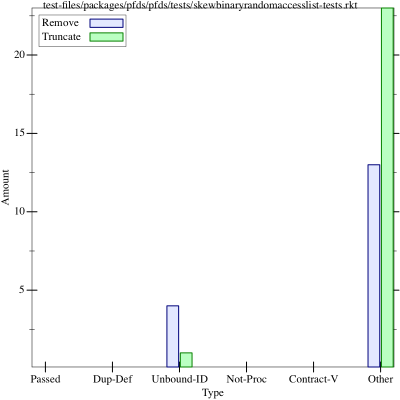 test-files/packages/pfds/pfds/tests/skewbinaryrandomaccesslist-tests.rkt
Remove
Truncate
20
15
10
5
Amount
Passed Dup-Def Unbound-ID Not-Proc Contract-V Other
Type